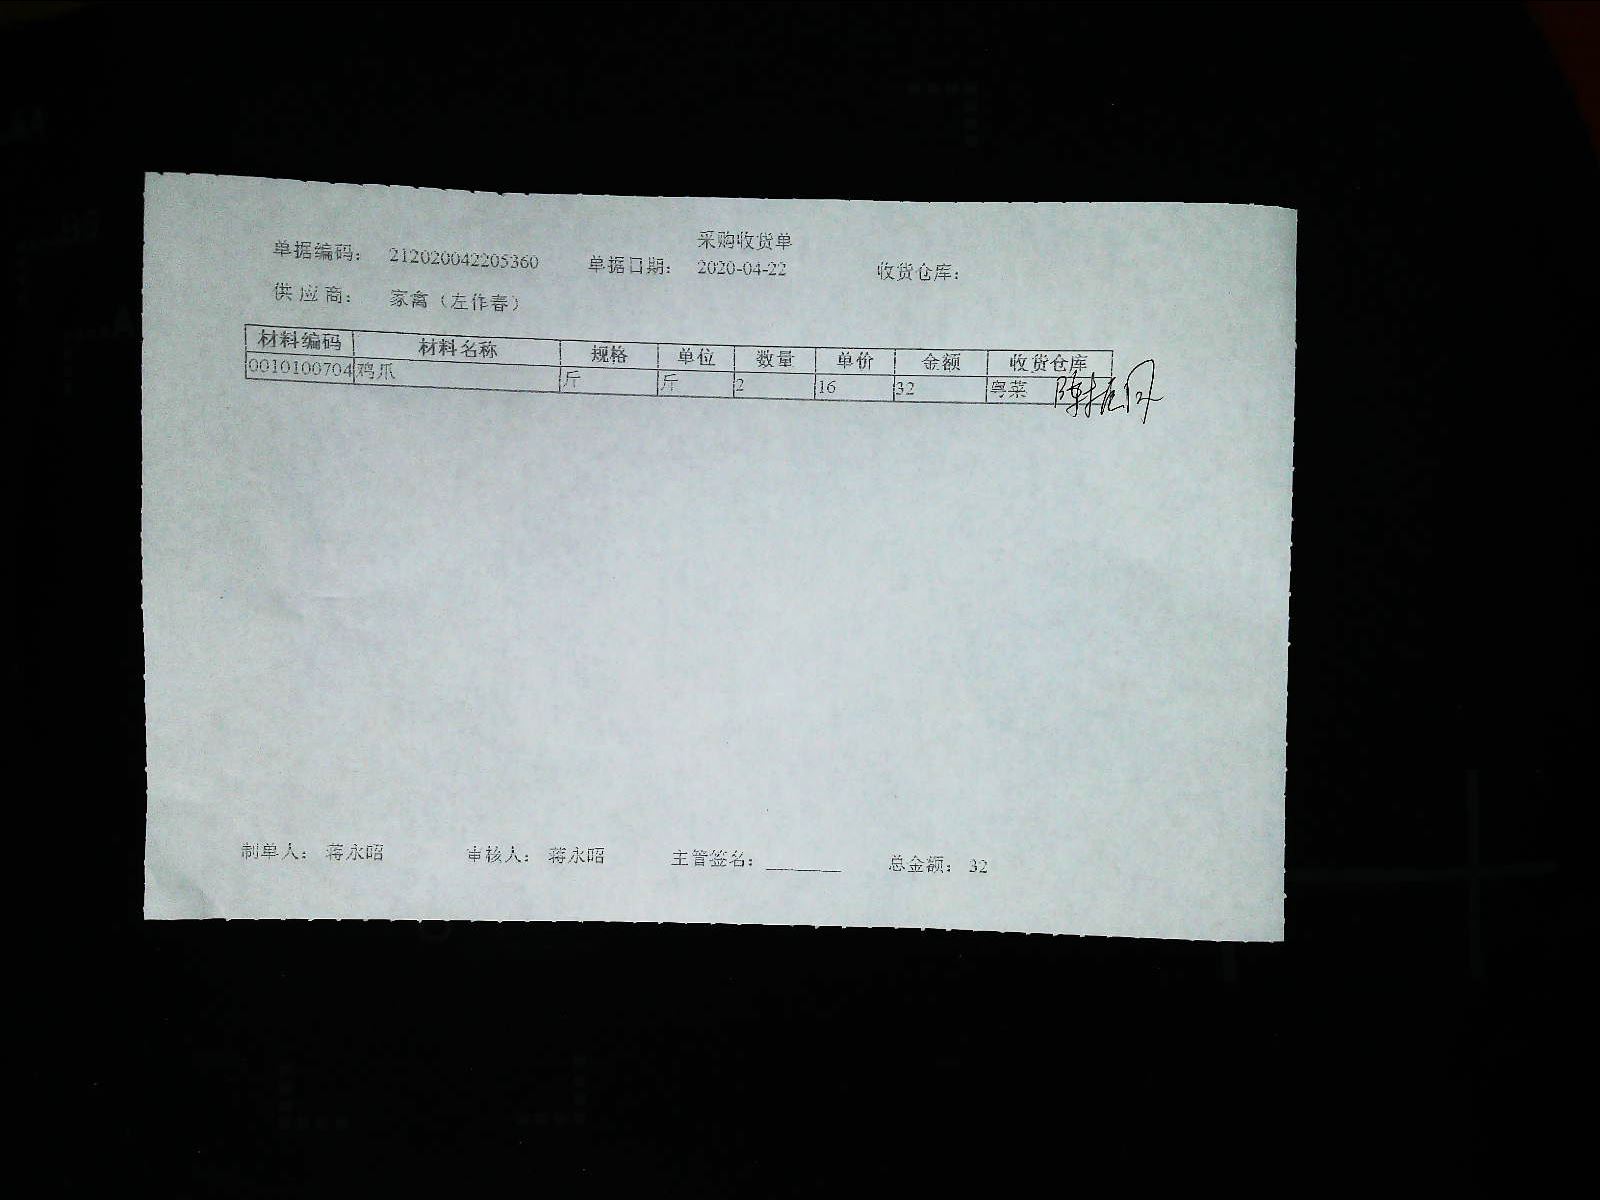 采购收货单
单据编码： 212020042205360 单据日期： 2020-04-22 收货仓库：
供应商： 家禽（左作春）
材料编码 材料名称 规格 单位 数量 单价 金额 收货仓库
0010100704 鸡爪 斤 斤 2 16 32 粤菜
制单人： 蒋永昭 审核人： 蒋永昭 主管签名：______ 总金额： 32